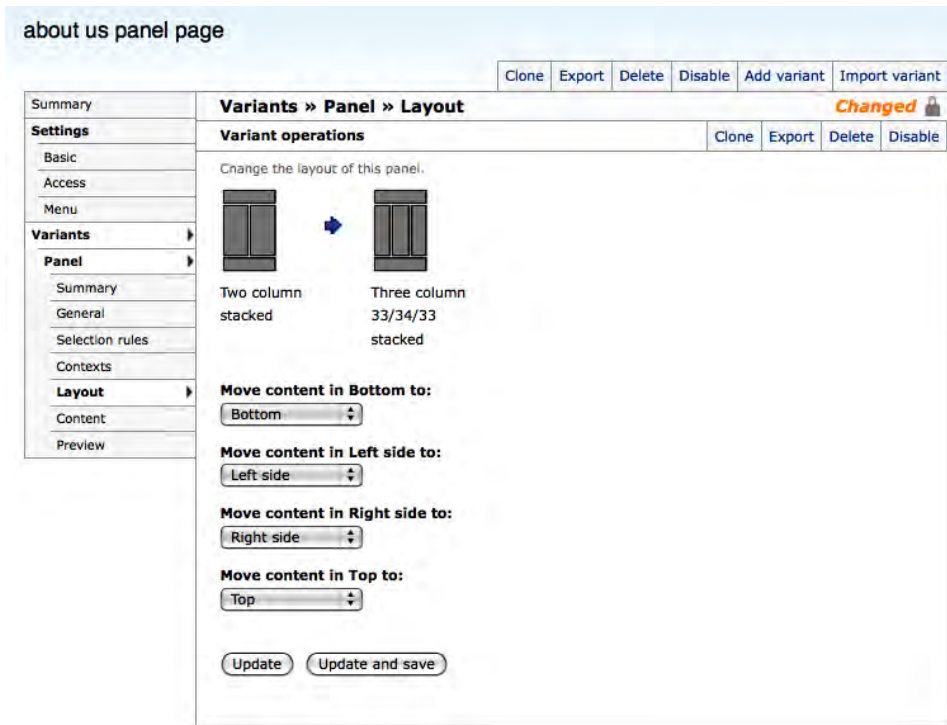 about us panel page
Clone Export Delete Disable Add variant Import variant
Summary
Settings
Basic
Access
Menu
Variants
Panel
Summary
General
Selection rules
Contexts
Layout
Content
Preview
Variants » Panel » Layout
Changed
Variant operations
Clone Export Delete Disable
Change the layout of this panel.
Two column
stacked
Three column
33/34/33
stacked
Move content in Bottom to:
Bottom
Move content in Left side to:
Left side
Move content in Right side to:
Right side
Move content in Top to:
Top
Update Update and save